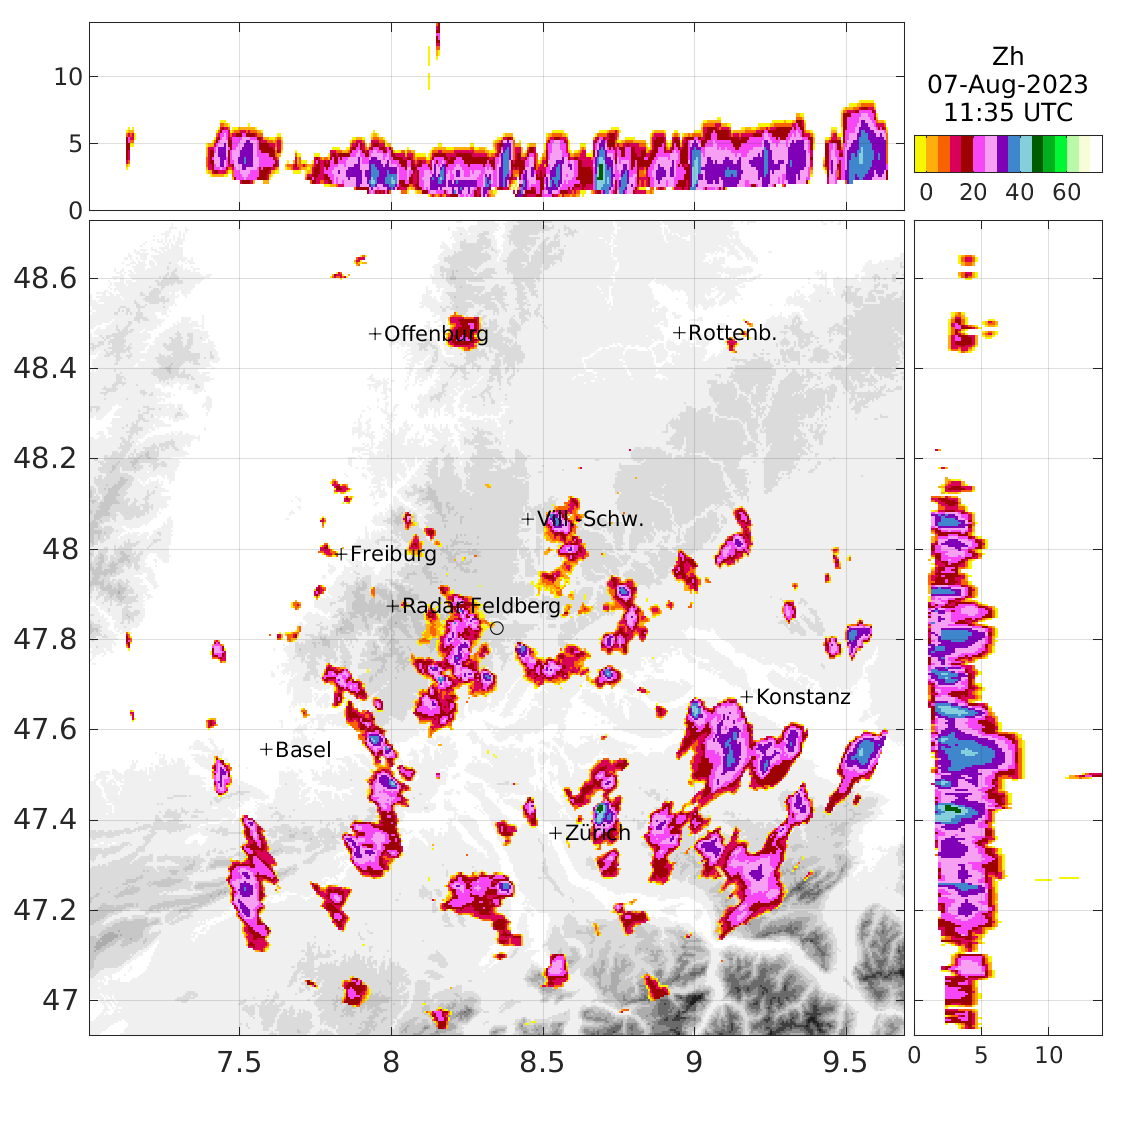 10
5
0
Zh
07-Aug-2023
11:35 UTC
0 20 40 60
48.6
48.4
48.2
48
47.8
47.6
47.4
47.2
47
+Offenburg
+Rottenb.
+Vill.-Schw.
+Freiburg
+Radar Feldberg
+Konstanz
+Basel
+Zürich
7.5 8 8.5 9 9.5
0 5 10